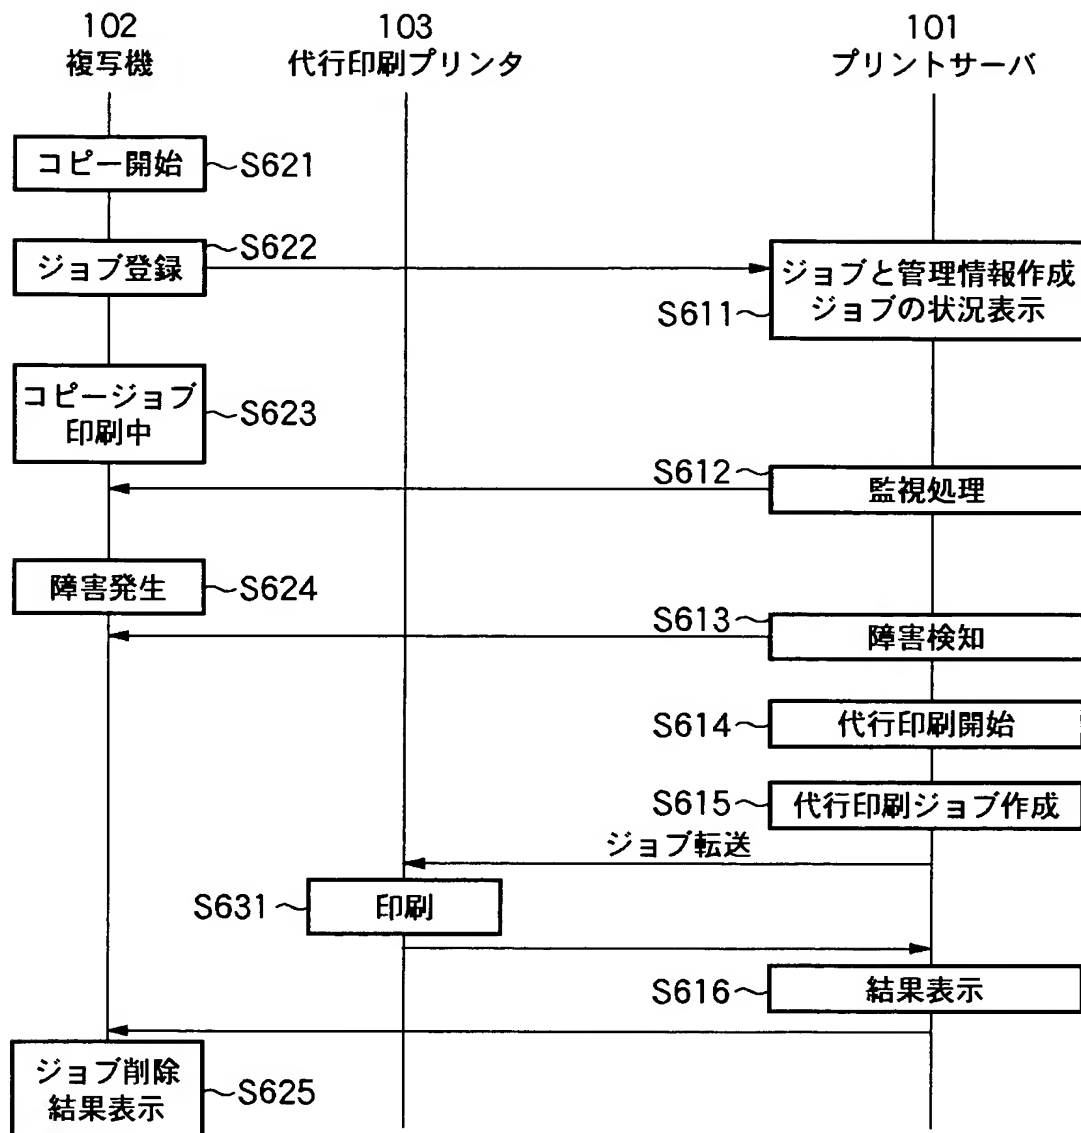 102
複写機
103
代行印刷プリンタ
101
プリントサーバ
コピー開始
S621
ジョブ登録
S622
ジョブと管理情報作成
ジョブの状況表示
S611
コピージョブ
印刷中
S623
S612
監視処理
障害発生
S624
S613
障害検知
S614
代行印刷開始
S615
代行印刷ジョブ作成
ジョブ転送
S631
印刷
S616
結果表示
ジョブ削除
結果表示
S625